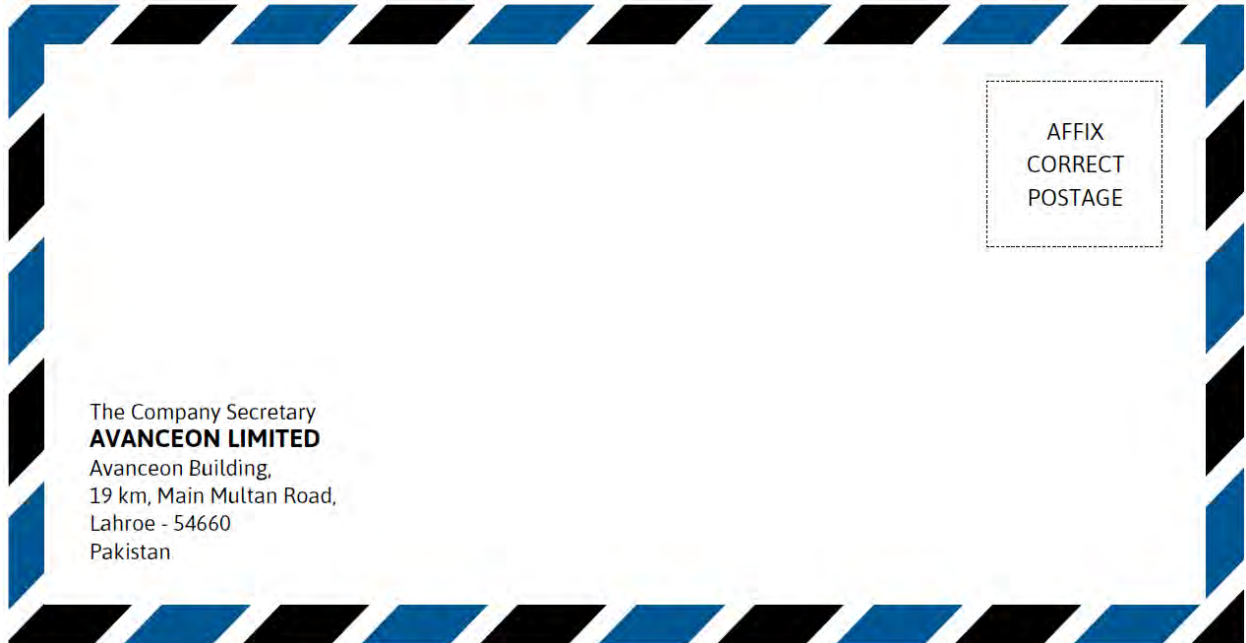 AFFIX
CORRECT
POSTAGE
The Company Secretary
AVANCEON LIMITED
Avanceon Building,
19 km, Main Multan Road,
Lahroe - 54660
Pakistan